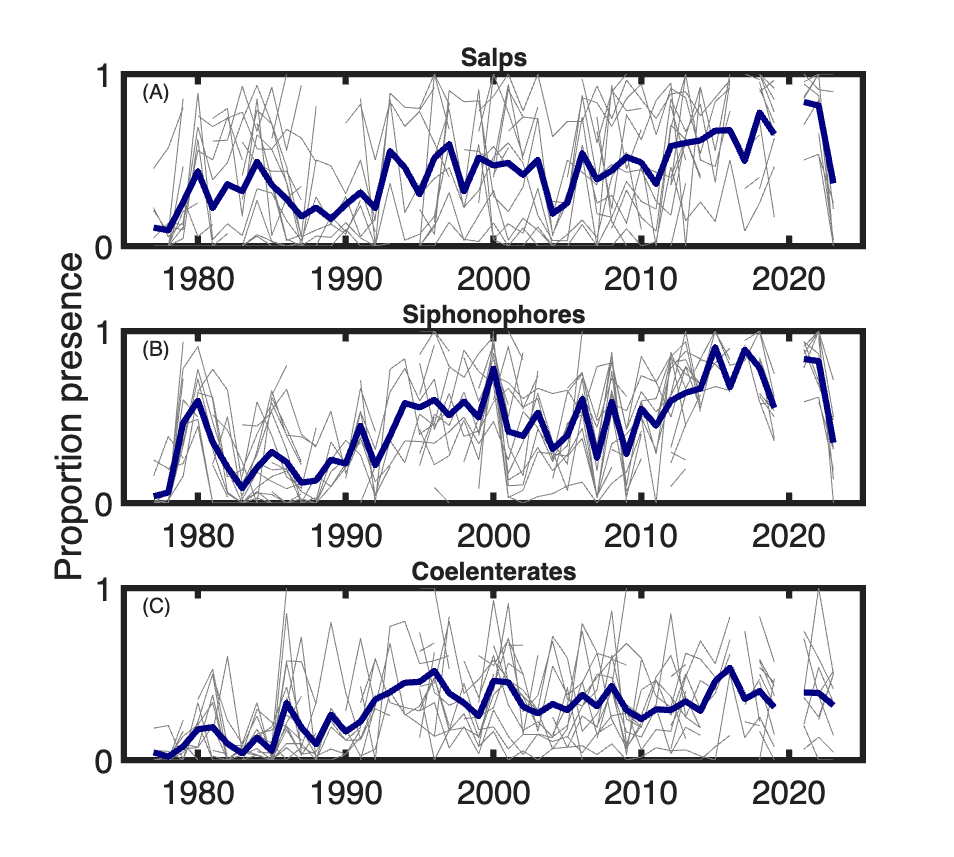 Salps
1
(A)
0
1980 1990 2000 2010 2020
Proportion presence
Siphonophores
1
(B)
0
1980 1990 2000 2010 2020
Coelenterates
1
(C)
0
1980 1990 2000 2010 2020